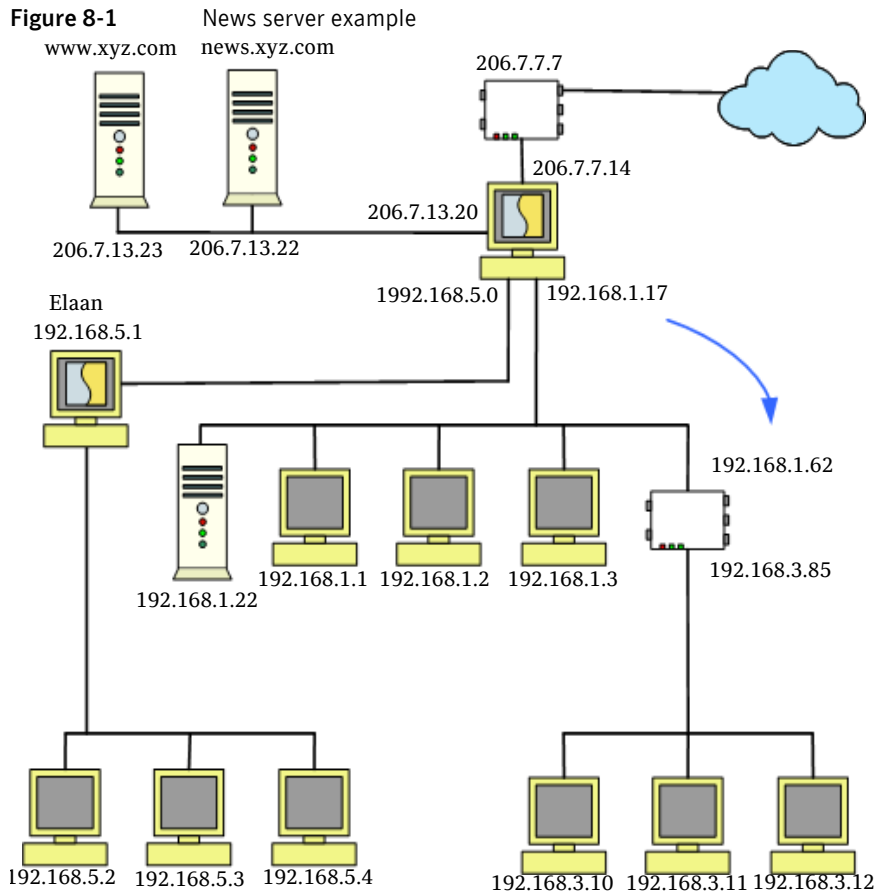 Figure 8-1 News server example
www.xyz.com news.xyz.com
206.7.7.7
206.7.7.14
206.7.13.20
206.7.13.23 206.7.13.22
1992.168.5.0 192.168.1.17
Elaan
192.168.5.1
192.168.1.62
192.168.3.85
192.168.1.1 192.168.1.2 192.168.1.3
192.168.1.22
192.168.5.2 192.168.5.3 192.168.5.4
192.168.3.10 192.168.3.11 192.168.3.12